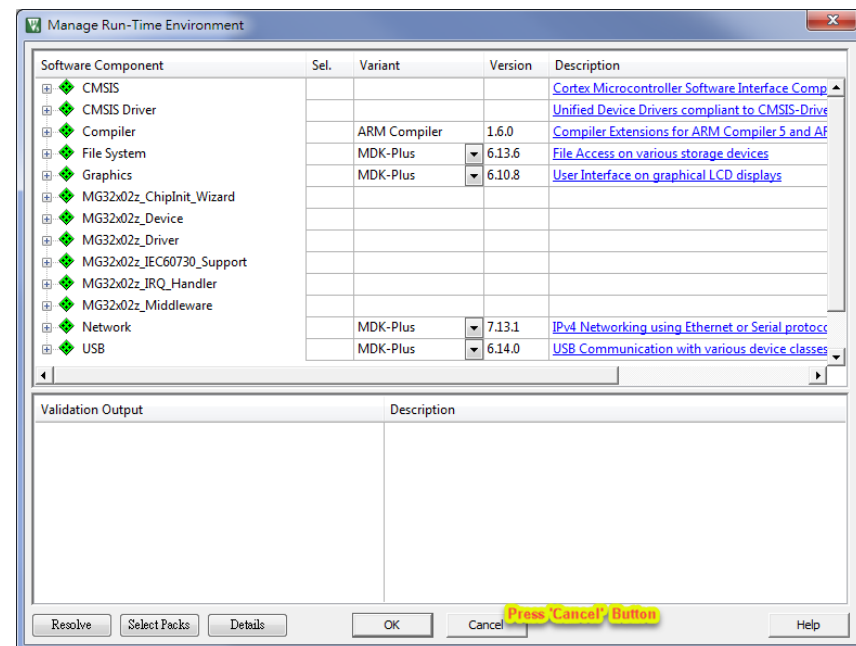 Manage Run-Time Environment
Software Component Sel. Variant Version Description
CMSIS Cortex Microcontroller Software Interface Comp
CMSIS Driver Unified Device Drivers compliant to CMSIS-Drive
Compiler ARM Compiler 1.6.0 Compiler Extensions for ARM Compiler 5 and AF
File System MDK-Plus 6.13.6 File Access on various storage devices
Graphics MDK-Plus 6.10.8 User Interface on graphical LCD displays
MG32x02z_ChipInit_Wizard
MG32x02z_Device
MG32x02z_Driver
MG32x02z_IEC60730_Support
MG32x02z_IRQ_Handler
MG32x02z_Middleware
Network MDK-Plus 7.13.1 IPv4 Networking using Ethernet or Serial protoco
USB MDK-Plus 6.14.0 USB Communication with various device classes
Validation Output Description
Press 'Cancel' Button
Resolve Select Packs Details OK Cancel Help